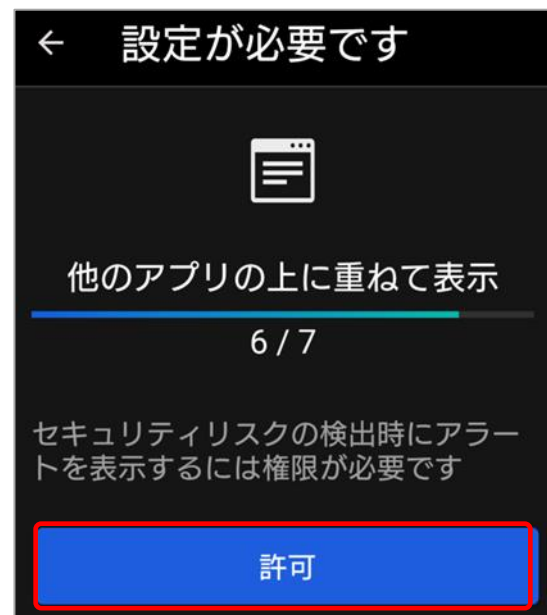 ← 設定が必要です
他のアプリの上に重ねて表示
6 / 7
セキュリティリスクの検出時にアラー
トを表示するには権限が必要です
許可